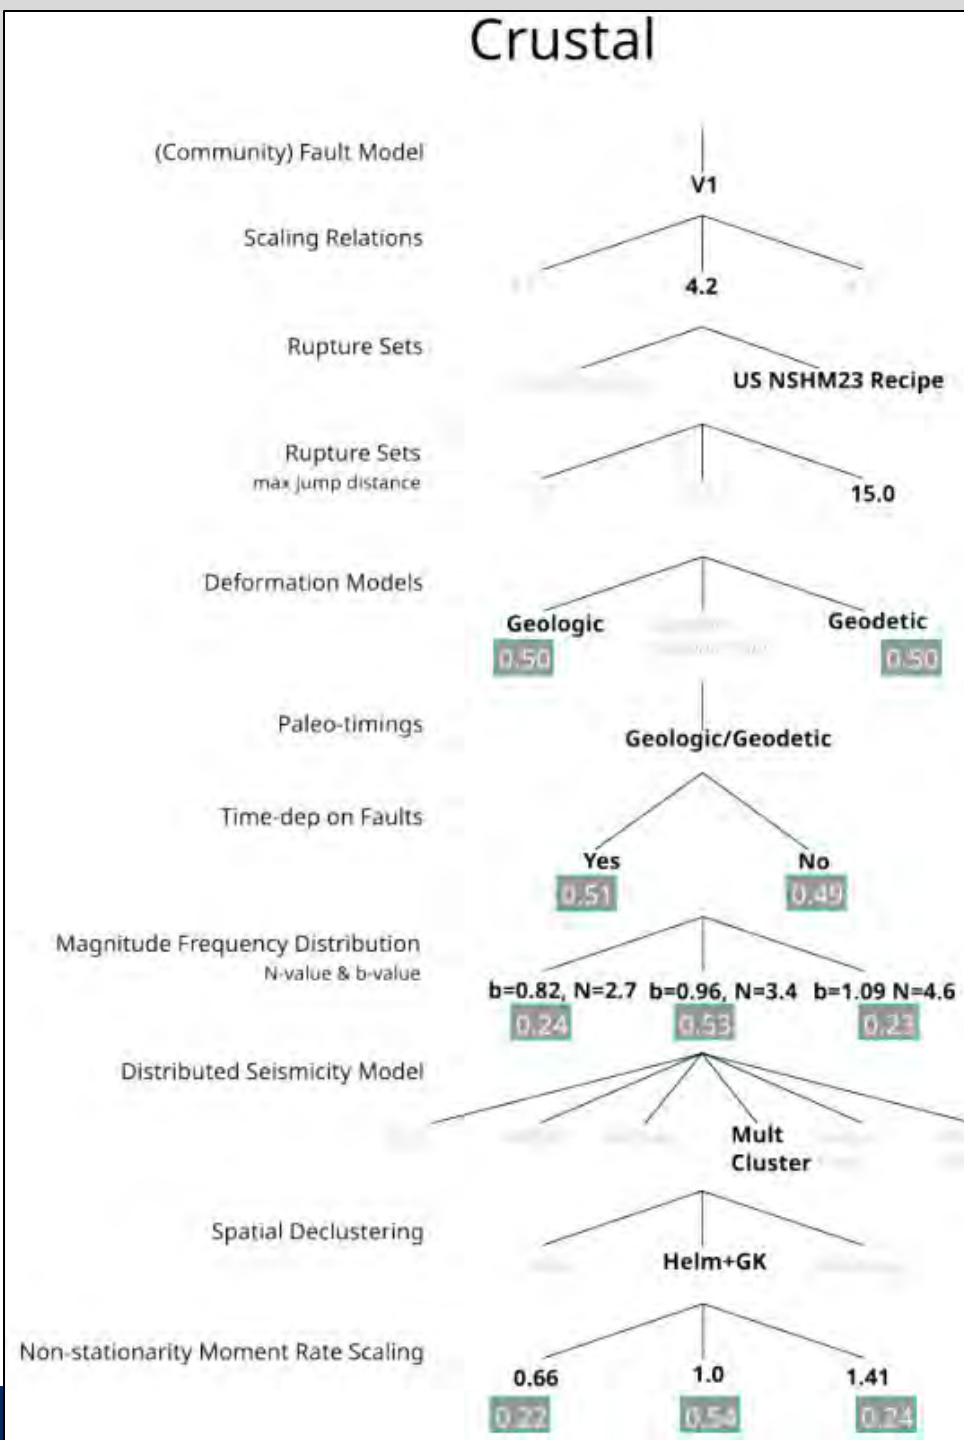 Crustal
(Community) Fault Model
V1
Scaling Relations
4.2
Rupture Sets
US NSHM23 Recipe
Rupture Sets
max jump distance
15.0
Deformation Models
Geologic
Geodetic
0.50
0.50
Paleo-timings
Geologic/Geodetic
Time-dep on Faults
Yes
No
0.51
0.49
Magnitude Frequency Distribution
N-value & b-value
b=0.82, N=2.7 b=0.96, N=3.4 b=1.09 N=4.6
0.24
0.53
0.23
Distributed Seismicity Model
Mult
Cluster
Spatial Declustering
Helm+GK
Non-stationarity Moment Rate Scaling
0.66
1.0
1.41
0.22
0.54
0.24